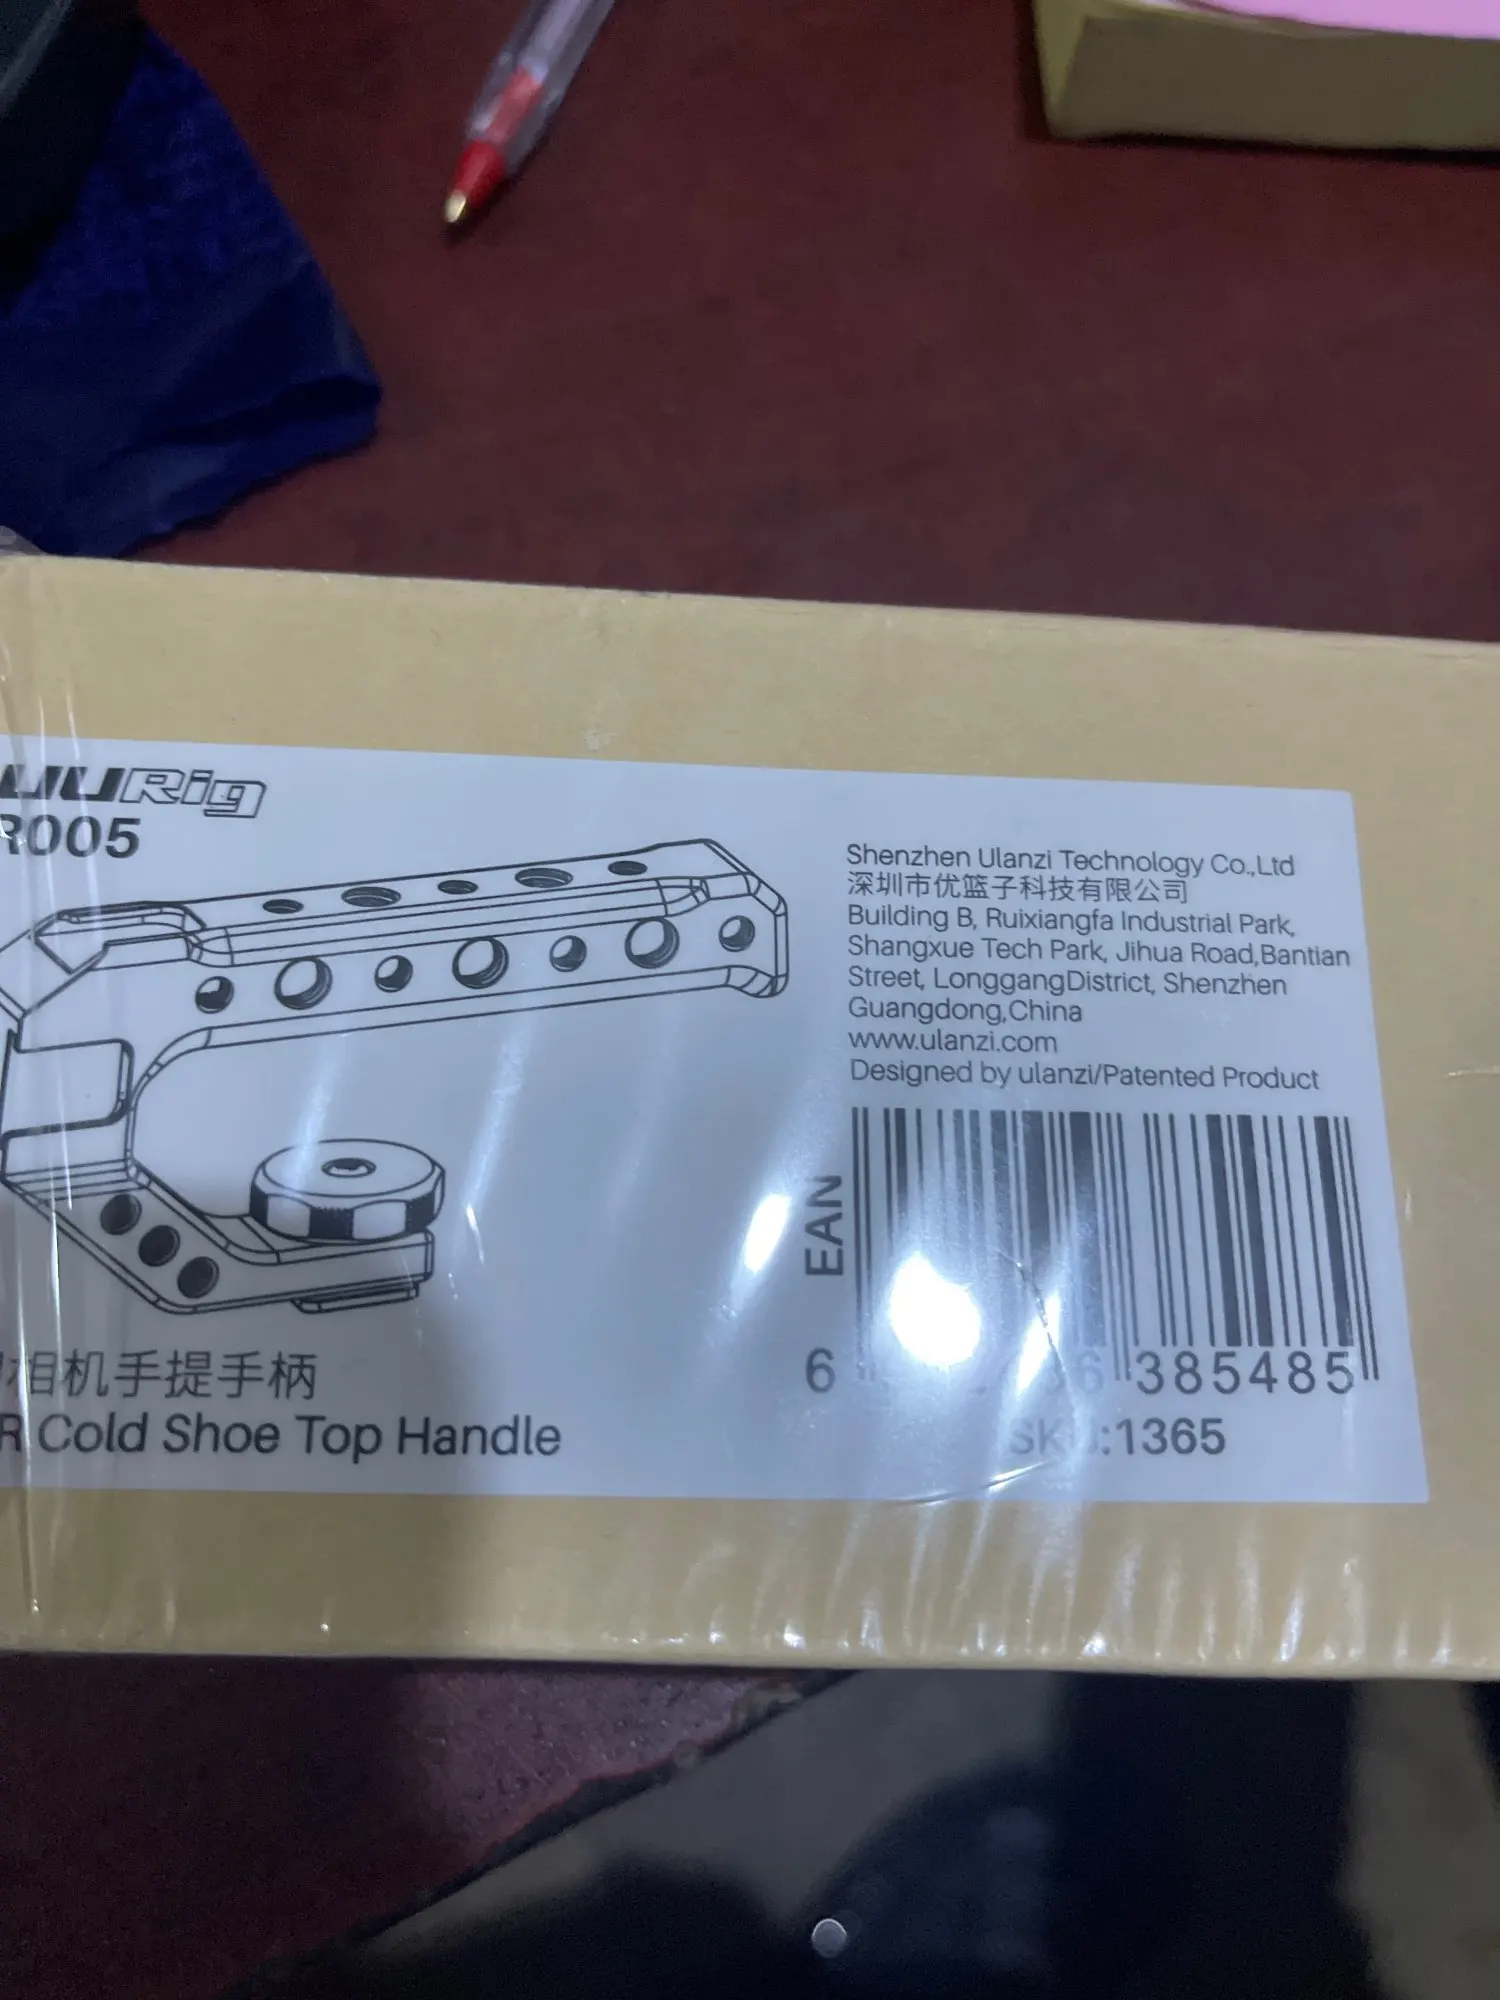 UURig
R005
Shenzhen Ulanzi Technology Co.,Ltd
深圳市优篮子科技有限公司
Building B, Ruixiangfa Industrial Park,
Shangxue Tech Park, Jihua Road,Bantian
Street, LonggangDistrict, Shenzhen
Guangdong,China
www.ulanzi.com
Designed by ulanzi/Patented Product
EAN
6 385485
SKU:1365
相机手提手柄
R Cold Shoe Top Handle